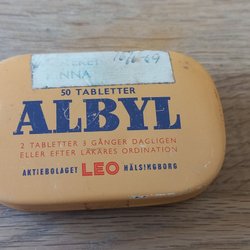 50 TABLETTER
ALBYL
2 TABLETTER 3 GÅNGER DAGLIGEN
ELLER EFTER LÄKARES ORDINATION
AKTIEBOLAGET LEO HÄLSINGBORG